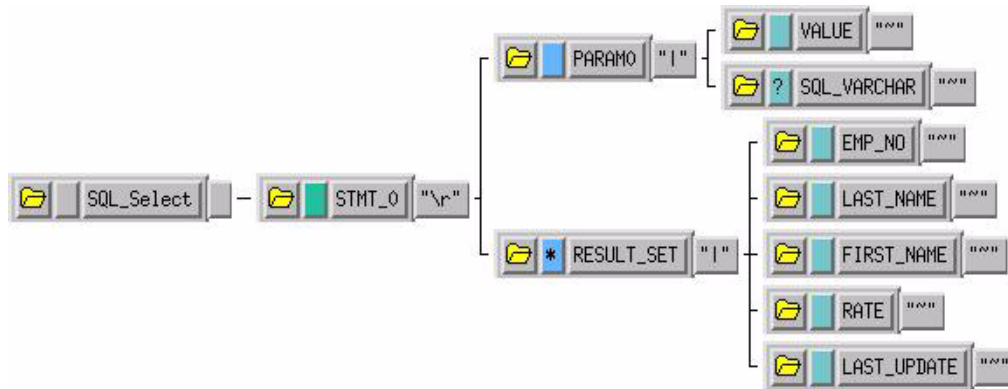 VALUE "~"
PARAM0 "|"
? SQL_VARCHAR "~"
EMP_NO "~"
SQL_Select STMT_0 "\r" LAST_NAME "~"
* RESULT_SET "|" FIRST_NAME "~"
RATE "~"
LAST_UPDATE "~"